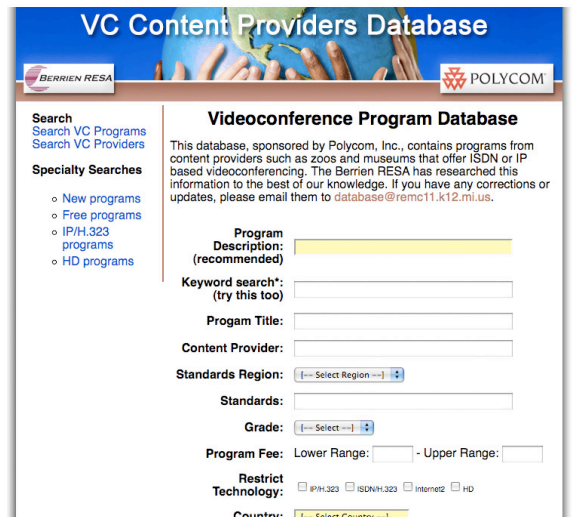 VC Content Providers Database
BERRIEN RESA
POLYCOM
Search
Search VC Programs
Search VC Providers
Specialty Searches
New programs
Free programs
IP/H.323
programs
HD programs
Videoconference Program Database
This database, sponsored by Polycom, Inc., contains programs from
content providers such as zoos and museums that offer ISDN or IP
based videoconferencing. The Berrien RESA has researched this
information to the best of our knowledge. If you have any corrections or
updates, please email them to database@remc11.k12.mi.us.
Program
Description:
(recommended)
Keyword search*:
(try this too)
Progam Title:
Content Provider:
Standards Region: [-- Select Region --]
Standards:
Grade: [-- Select --]
Program Fee: Lower Range: - Upper Range:
Restrict
Technology: IP/H.323 ISDN/H.323 Internet2 HD
Country: [-- Select Country --]